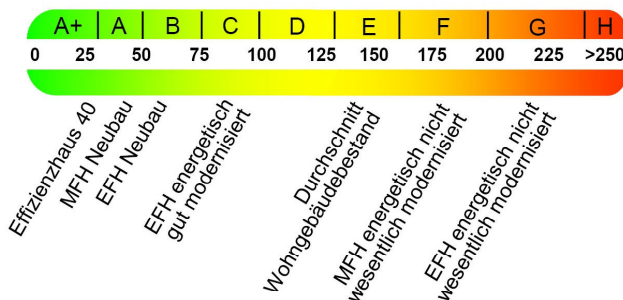 A+ A B C D E F G H
0 25 50 75 100 125 150 175 200 225 >250
Effizienzhaus 40
MFH Neubau
EFH Neubau
EFH energetisch
gut modernisiert
Durchschnitt
Wohngebäudebestand
MFH energetisch nicht
wesentlich modernisiert
EFH energetisch nicht
wesentlich modernisiert